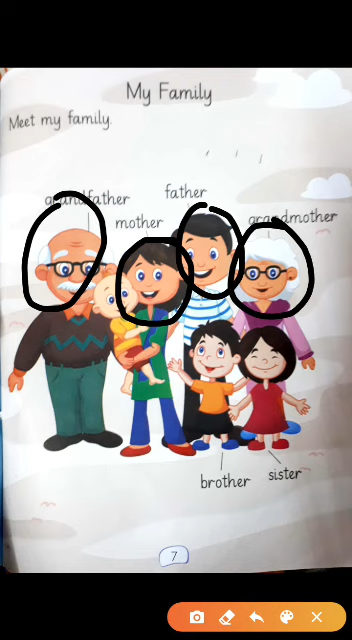 My Family
Meet my family.
grandfather
father
mother
grandmother
brother
sister
7